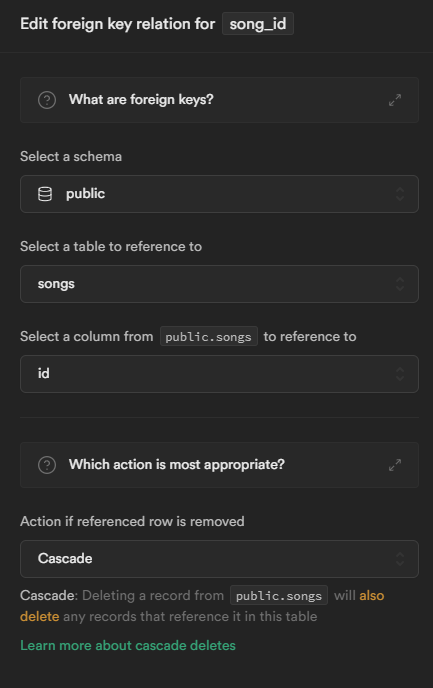 Edit foreign key relation for song_id
What are foreign keys?
Select a schema
public
Select a table to reference to
songs
Select a column from public.songs to reference to
id
Which action is most appropriate?
Action if referenced row is removed
Cascade
Cascade: Deleting a record from public.songs will also
delete any records that reference it in this table
Learn more about cascade deletes